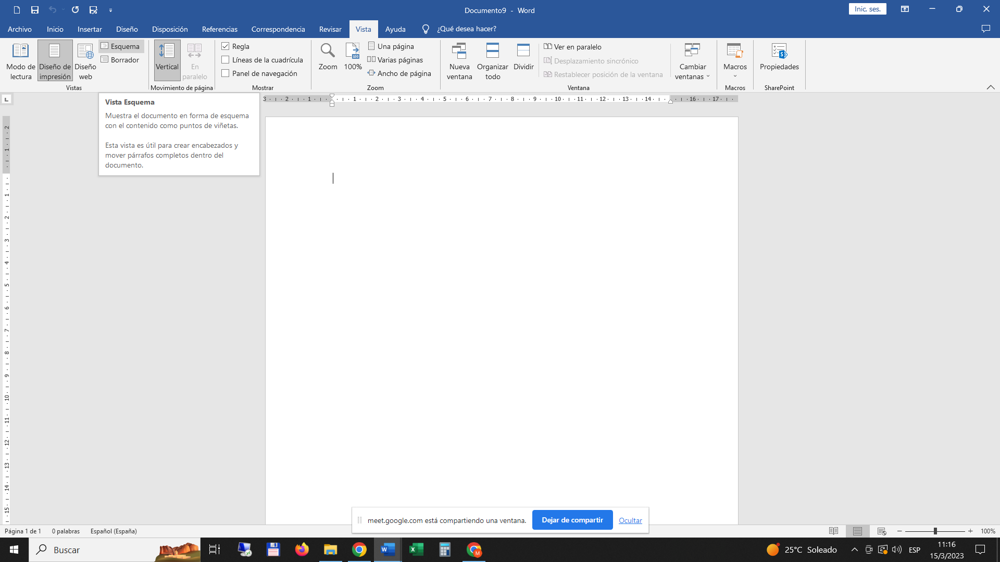 Documento9 - Word
Inic. ses.
Archivo Inicio Insertar Diseño Disposición Referencias Correspondencia Revisar Vista Ayuda ¿Qué desea hacer?
Modo de lectura
Diseño de impresión
Diseño web
Esquema
Borrador
Vistas
Vertical
En paralelo
Movimiento de página
Regla
Líneas de la cuadrícula
Panel de navegación
Mostrar
Zoom
100
100%
Una página
Varias páginas
Ancho de página
Zoom
Nueva ventana
Organizar todo
Dividir
Ver en paralelo
Desplazamiento sincrónico
Restablecer posición de la ventana
Cambiar ventanas
Ventana
Macros
Macros
Propiedades
SharePoint
L
3 2 1 1 2 3 4 5 6 7 8 9 10 11 12 13 14 16 17
Vista Esquema
Muestra el documento en forma de esquema
con el contenido como puntos de viñetas.
Esta vista es útil para crear encabezados y
mover párrafos completos dentro del
documento.
2
1
1
2
3
4
5
6
7
8
9
10
11
12
13
14
15
meet.google.com está compartiendo una ventana. Dejar de compartir Ocultar
Página 1 de 1 0 palabras Español (España)
100%
Buscar
25°C Soleado
ESP
11:16
15/3/2023